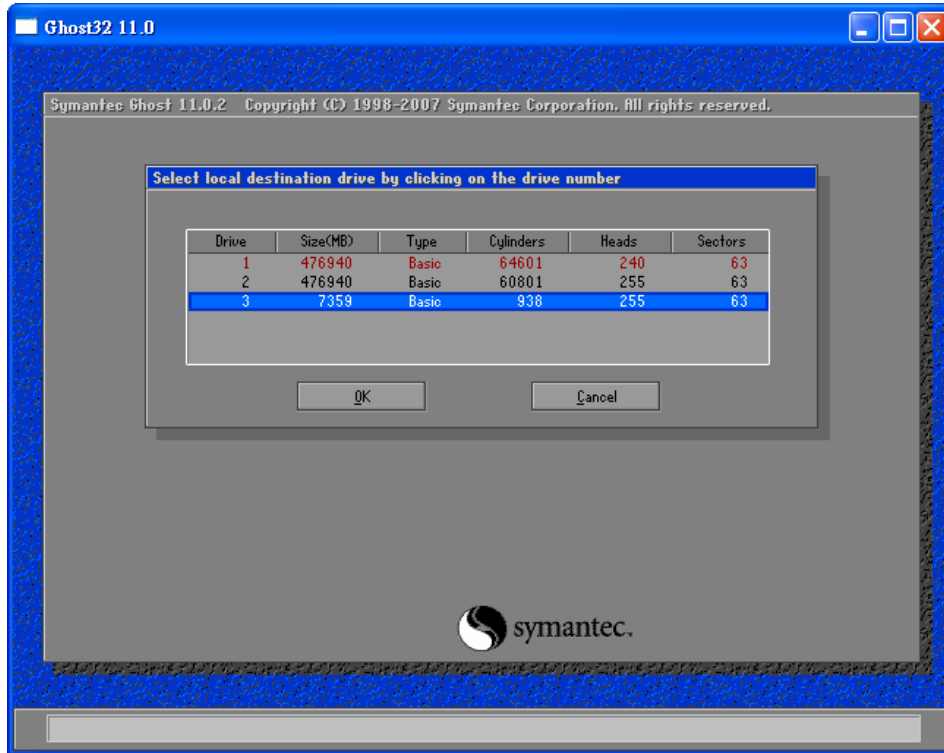 Ghost32 11.0
Symantec Ghost 11.0.2 Copyright (C) 1998-2007 Symantec Corporation. All rights reserved.
Select local destination drive by clicking on the drive number
Drive Size(MB) Type Cylinders Heads Sectors
1 476940 Basic 64601 240 63
2 476940 Basic 60801 255 63
3 7359 Basic 938 255 63
OK Cancel
symantec.